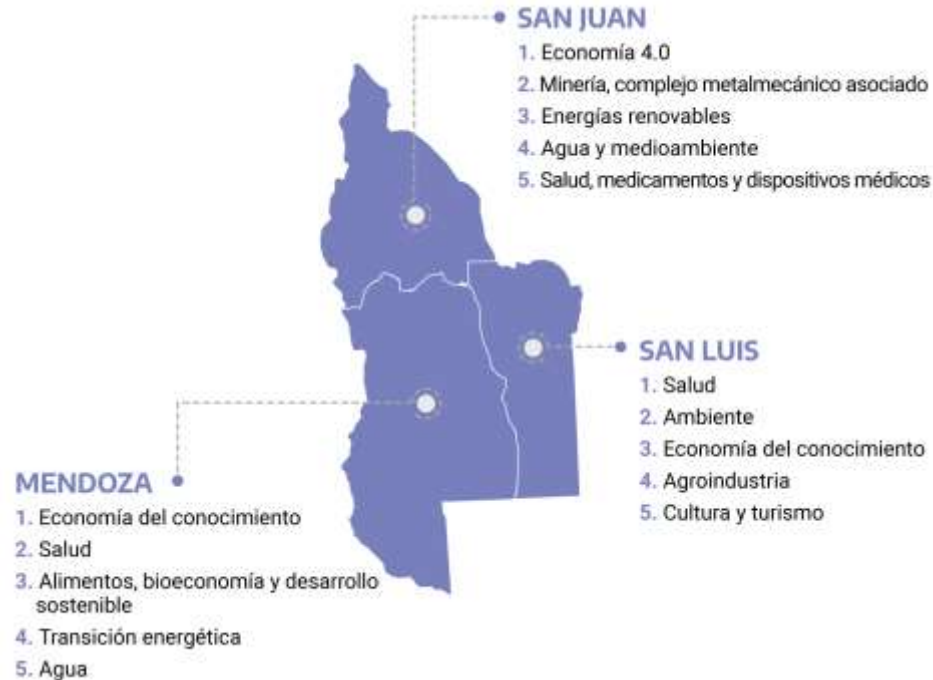 SAN JUAN
1. Economía 4.0
2. Minería, complejo metalmecánico asociado
3. Energías renovables
4. Agua y medioambiente
5. Salud, medicamentos y dispositivos médicos
SAN LUIS
1. Salud
2. Ambiente
3. Economía del conocimiento
4. Agroindustria
5. Cultura y turismo
MENDOZA
1. Economía del conocimiento
2. Salud
3. Alimentos, bioeconomía y desarrollo
sostenible
4. Transición energética
5. Agua